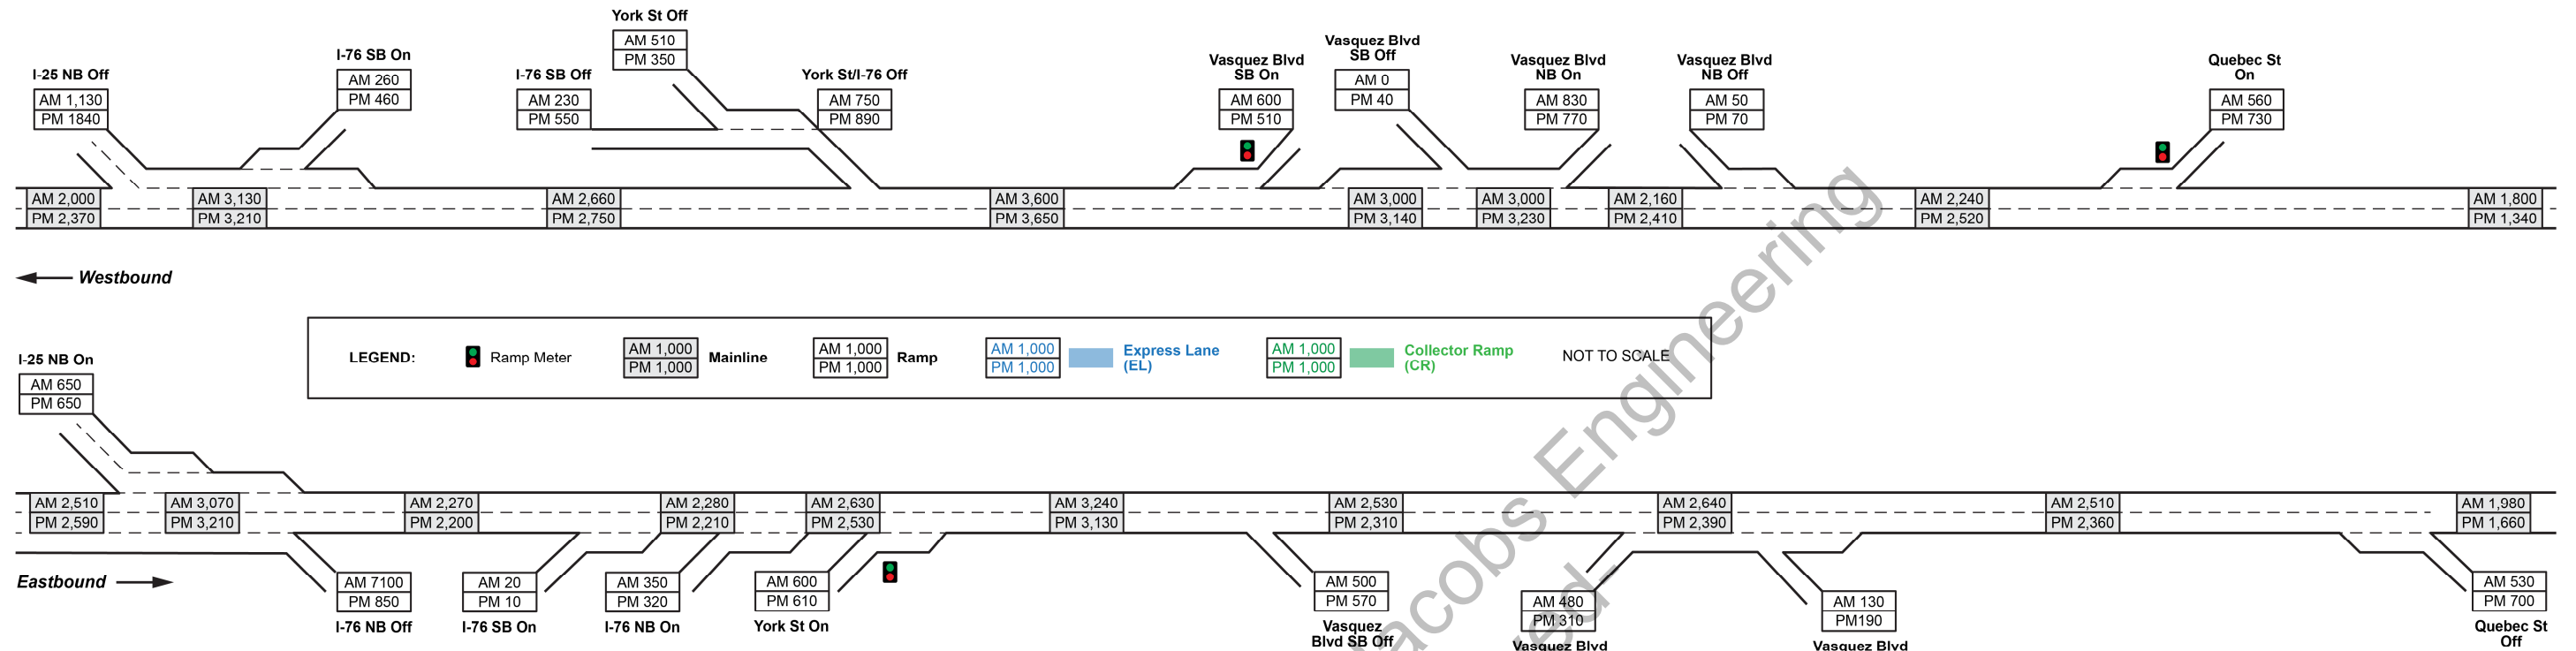 York St Off
AM 510
PM 350
I-25 NB Off
AM 1,130
PM 1840
I-76 SB On
AM 260
PM 460
I-76 SB Off
AM 230
PM 550
York St/I-76 Off
AM 750
PM 890
Vasquez Blvd
SB On
AM 600
PM 510
Vasquez Blvd
SB Off
AM 0
PM 40
Vasquez Blvd
NB On
AM 830
PM 770
Vasquez Blvd
NB Off
AM 50
PM 70
Quebec St
On
AM 560
PM 730
AM 2,000
PM 2,370
AM 3,130
PM 3,210
AM 2,660
PM 2,750
AM 3,600
PM 3,650
AM 3,000
PM 3,140
AM 3,000
PM 3,230
AM 2,160
PM 2,410
AM 2,240
PM 2,520
AM 1,800
PM 1,340
Westbound
LEGEND:
Ramp Meter
AM 1,000
PM 1,000
Mainline
AM 1,000
PM 1,000
Ramp
AM 1,000
PM 1,000
Express Lane
(EL)
AM 1,000
PM 1,000
Collector Ramp
(CR)
NOT TO SCALE
I-25 NB On
AM 650
PM 650
AM 2,510
PM 2,590
AM 3,070
PM 3,210
AM 2,270
PM 2,200
AM 2,280
PM 2,210
AM 2,630
PM 2,530
AM 3,240
PM 3,130
AM 2,530
PM 2,310
AM 2,640
PM 2,390
AM 2,510
PM 2,360
AM 1,980
PM 1,660
Eastbound
AM 7100
PM 850
I-76 NB Off
AM 20
PM 10
I-76 SB On
AM 350
PM 320
I-76 NB On
AM 600
PM 610
York St On
AM 500
PM 570
Vasquez
Blvd SB Off
AM 480
PM 310
Vasquez Blvd
AM 130
PM190
Vasquez Blvd
AM 530
PM 700
Quebec St
Off
Jacobs Engineering